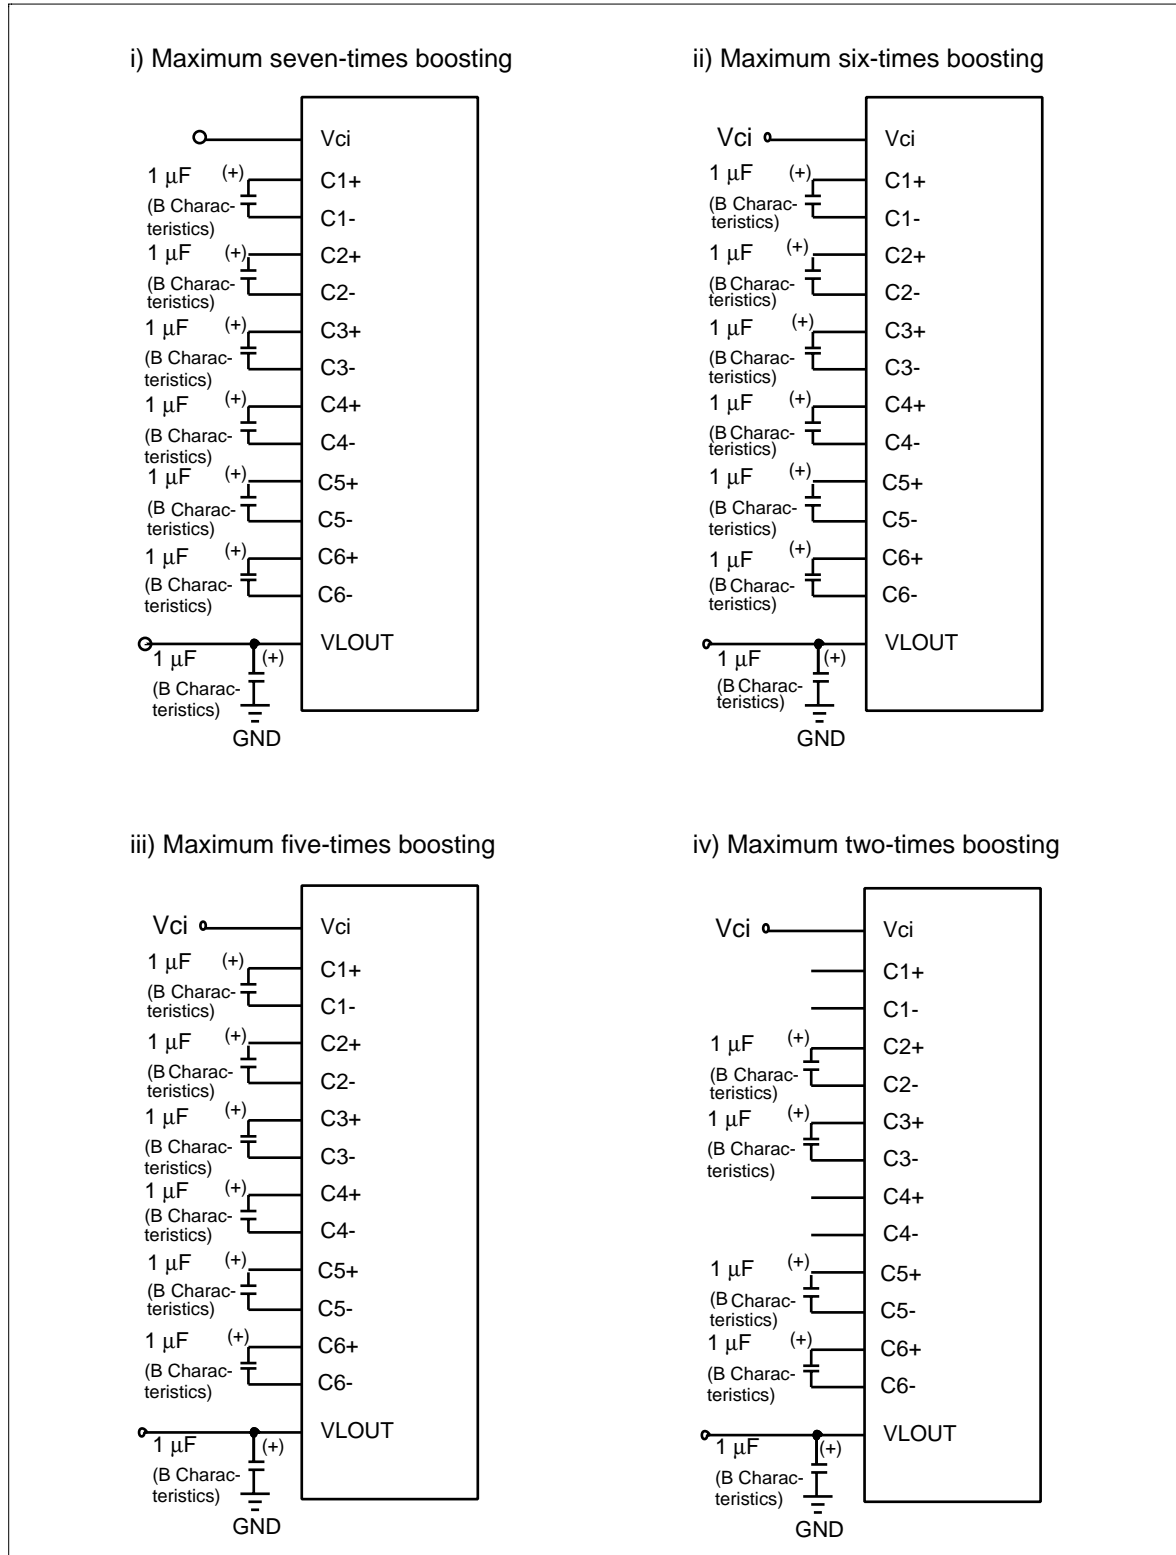 i) Maximum seven-times boosting
Vci
1 μF (+) C1+
(B Charac-
teristics) C1-
1 μF (+) C2+
(B Charac-
teristics) C2-
1 μF (+) C3+
(B Charac-
teristics) C3-
1 μF (+) C4+
(B Charac-
teristics) C4-
1 μF (+) C5+
(B Charac-
teristics) C5-
1 μF (+) C6+
(B Charac-
teristics) C6-
VLOUT
1 μF (+)
(B Charac-
teristics)
GND
ii) Maximum six-times boosting
Vci Vci
1 μF (+) C1+
(B Charac-
teristics) C1-
1 μF (+) C2+
(B Charac-
teristics) C2-
1 μF (+) C3+
(B Charac-
teristics) C3-
1 μF (+) C4+
(B Charac-
teristics) C4-
1 μF (+) C5+
(B Charac-
teristics) C5-
1 μF (+) C6+
(B Charac-
teristics) C6-
VLOUT
1 μF (+)
(B Charac-
teristics)
GND
iii) Maximum five-times boosting
Vci Vci
1 μF (+) C1+
(B Charac-
teristics) C1-
1 μF (+) C2+
(B Charac-
teristics) C2-
1 μF (+) C3+
(B Charac-
teristics) C3-
1 μF (+) C4+
(B Charac-
teristics) C4-
1 μF (+) C5+
(B Charac-
teristics) C5-
1 μF (+) C6+
(B Charac-
teristics) C6-
VLOUT
1 μF (+)
(B Charac-
teristics)
GND
iv) Maximum two-times boosting
Vci Vci
C1+
C1-
1 μF (+) C2+
(B Charac-
teristics) C2-
1 μF (+) C3+
(B Charac-
teristics) C3-
C4+
C4-
1 μF (+) C5+
(B Charac-
teristics) C5-
1 μF (+) C6+
(B Charac-
teristics) C6-
VLOUT
1 μF (+)
(B Charac-
teristics)
GND